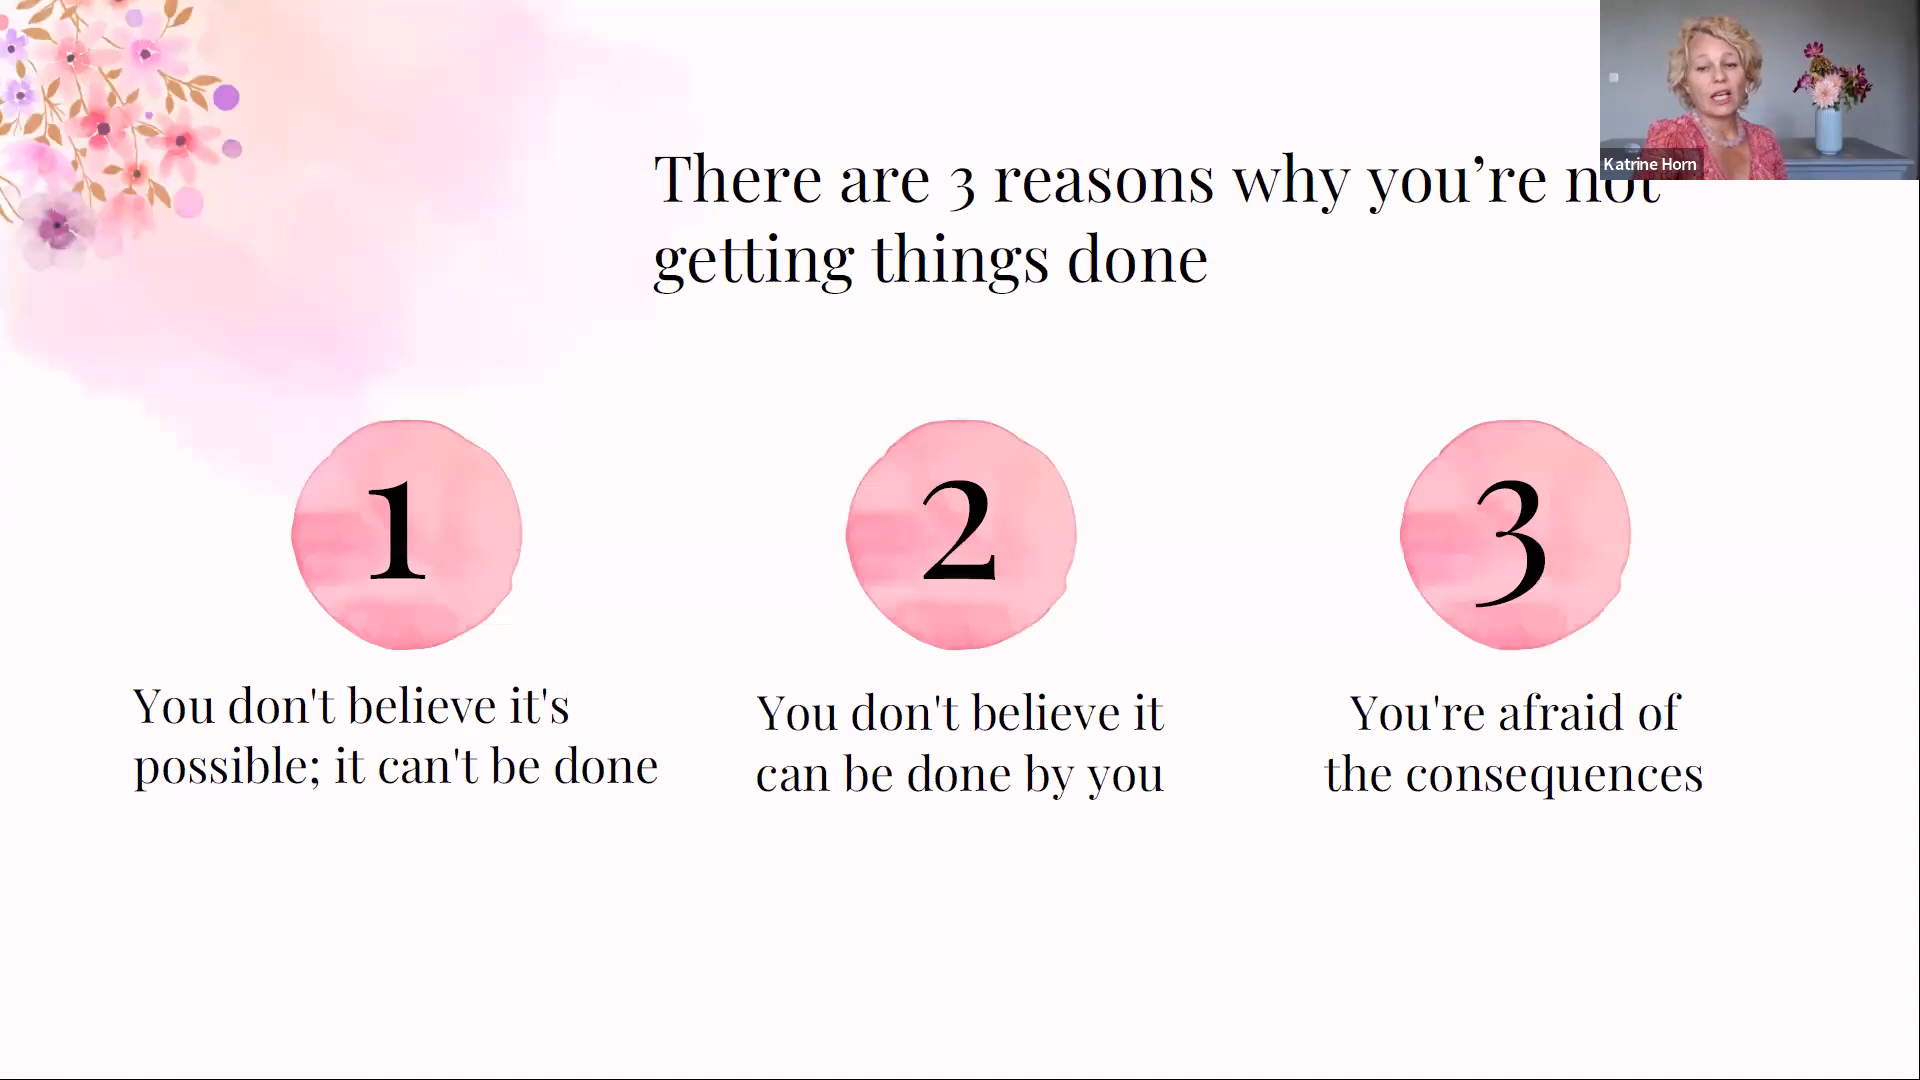 There are 3 reasons why you’re not
getting things done
Katrine Horn
1
2
3
You don't believe it's
possible; it can't be done
You don't believe it
can be done by you
You're afraid of
the consequences